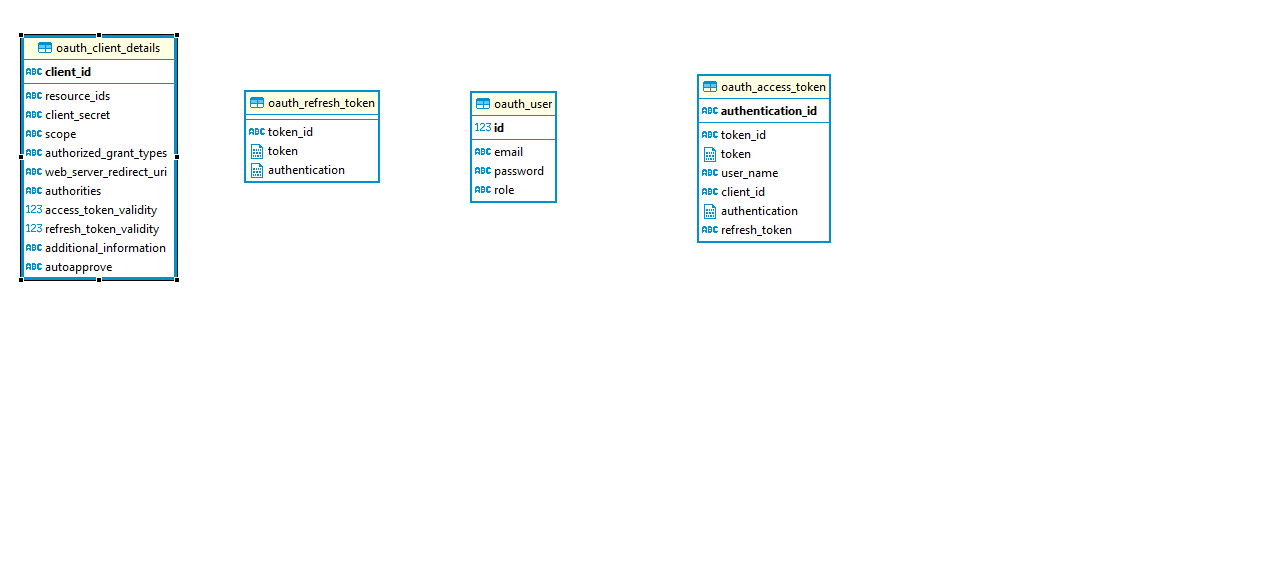 oauth_client_details
ABC client_id
ABC resource_ids
ABC client_secret
ABC scope
ABC authorized_grant_types
ABC web_server_redirect_uri
ABC authorities
123 access_token_validity
123 refresh_token_validity
ABC additional_information
ABC autoapprove
oauth_refresh_token
ABC token_id
token
authentication
oauth_user
123 id
ABC email
ABC password
ABC role
oauth_access_token
ABC authentication_id
ABC token_id
token
ABC user_name
ABC client_id
authentication
ABC refresh_token